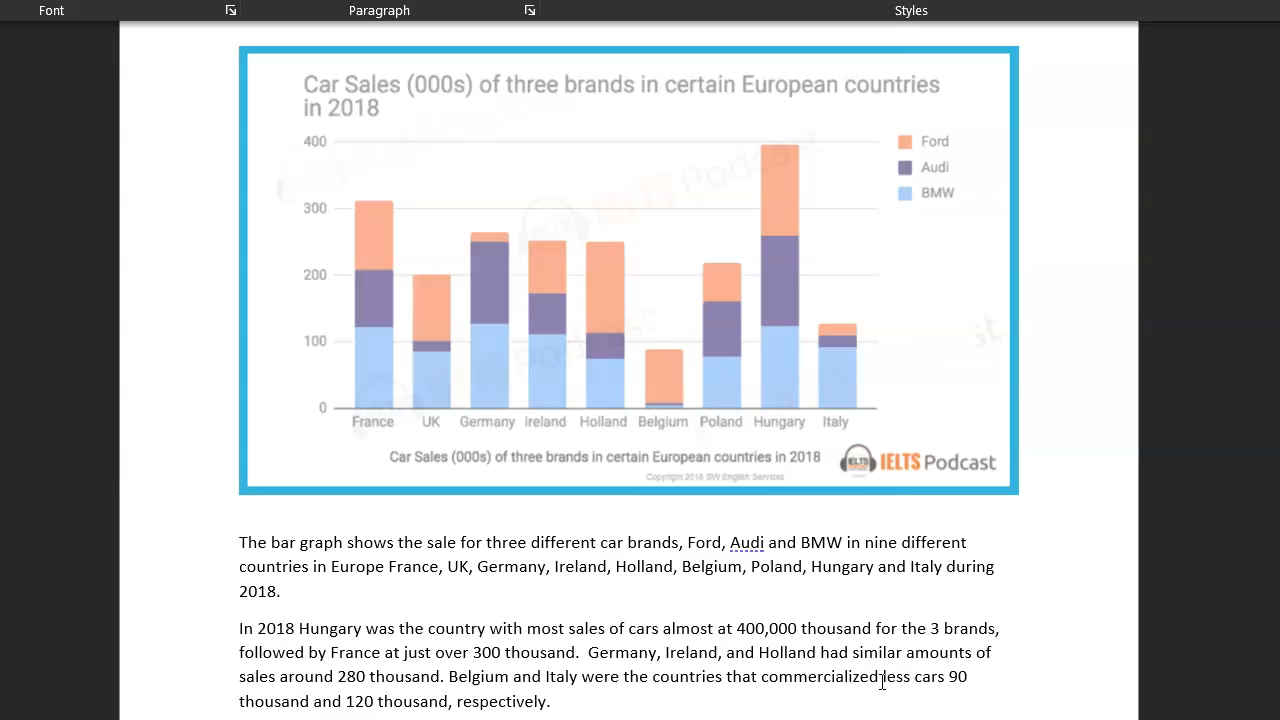 Font Paragraph Styles
Car Sales (000s) of three brands in certain European countries
in 2018
400
300
200
100
0
Ford
Audi
BMW
France UK Germany Ireland Holland Belgium Poland Hungary Italy
Car Sales (000s) of three brands in certain European countries in 2018
IELTS Podcast
Copyright 2016 BW English Services
The bar graph shows the sale for three different car brands, Ford, Audi and BMW in nine different
countries in Europe France, UK, Germany, Ireland, Holland, Belgium, Poland, Hungary and Italy during
2018.
In 2018 Hungary was the country with most sales of cars almost at 400,000 thousand for the 3 brands,
followed by France at just over 300 thousand.  Germany, Ireland, and Holland had similar amounts of
sales around 280 thousand. Belgium and Italy were the countries that commercialized less cars 90
thousand and 120 thousand, respectively.